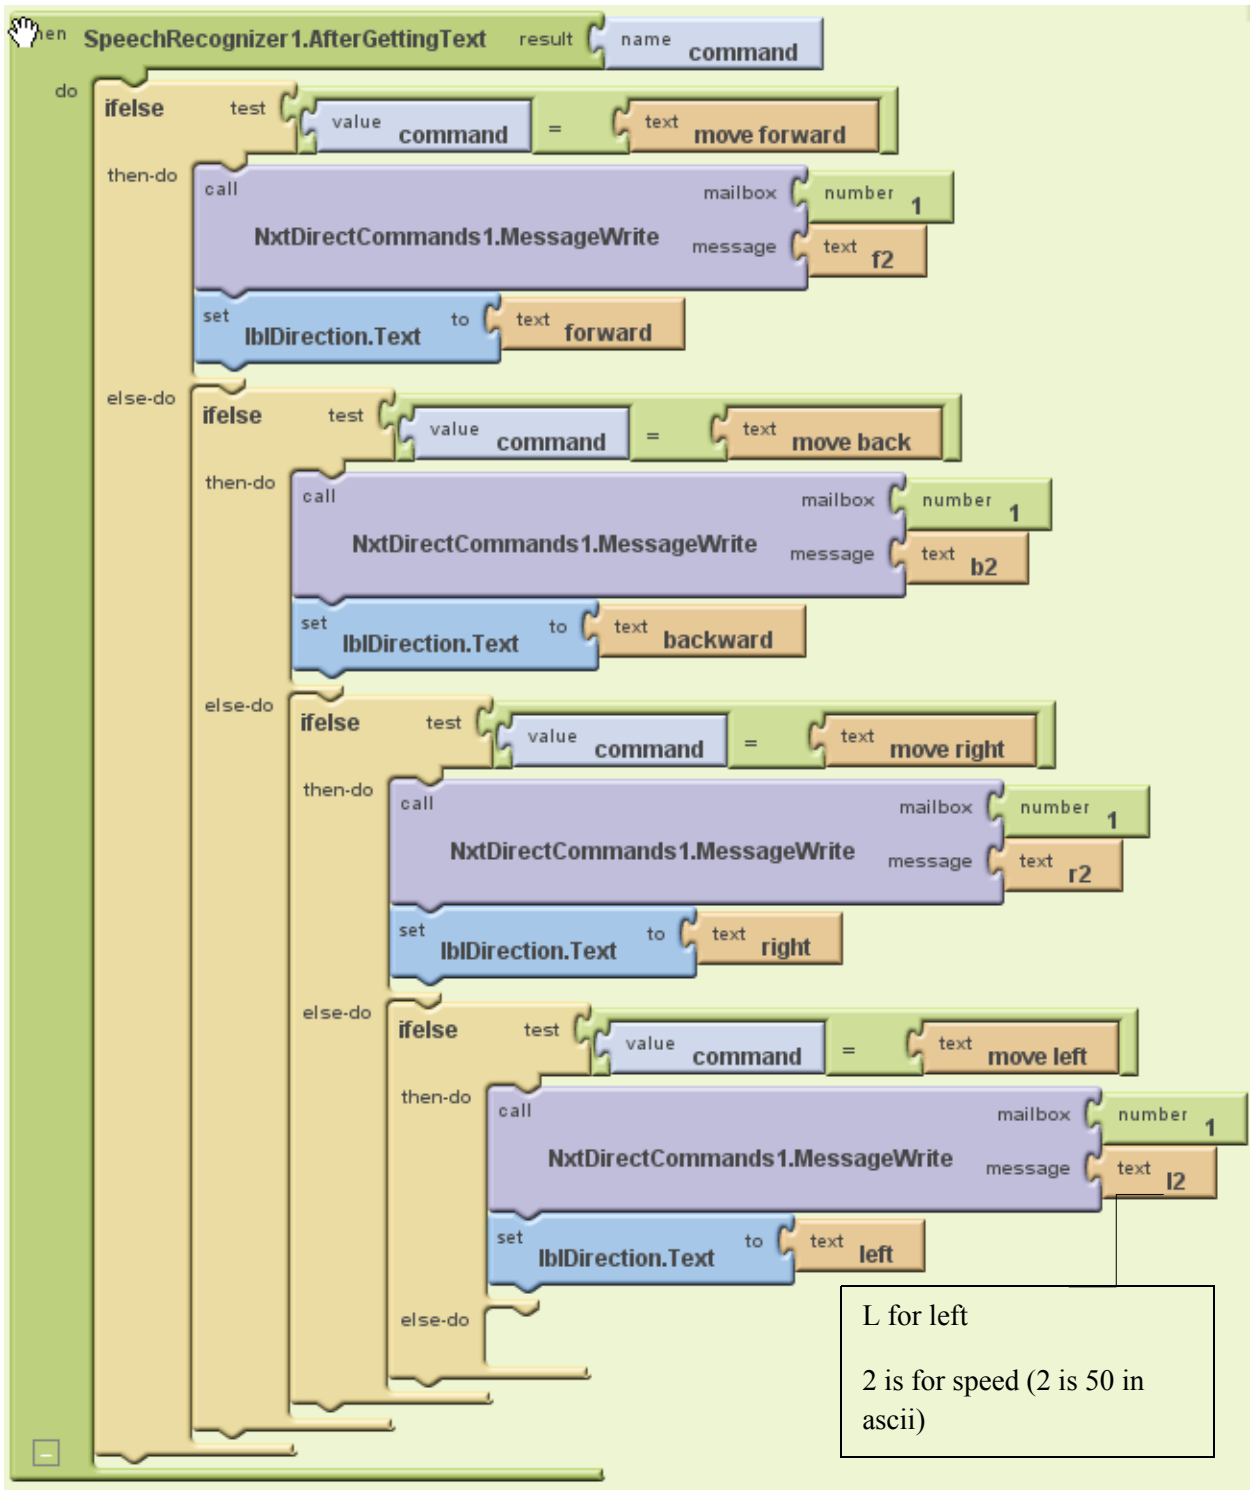 when SpeechRecognizer1.AfterGettingText result name command
do
ifelse test value command = text move forward
then-do call NxtDirectCommands1.MessageWrite mailbox number 1
message text f2
set lblDirection.Text to text forward
else-do ifelse test value command = text move back
then-do call NxtDirectCommands1.MessageWrite mailbox number 1
message text b2
set lblDirection.Text to text backward
else-do ifelse test value command = text move right
then-do call NxtDirectCommands1.MessageWrite mailbox number 1
message text r2
set lblDirection.Text to text right
else-do ifelse test value command = text move left
then-do call NxtDirectCommands1.MessageWrite mailbox number 1
message text l2
set lblDirection.Text to text left
else-do
L for left
2 is for speed (2 is 50 in
ascii)